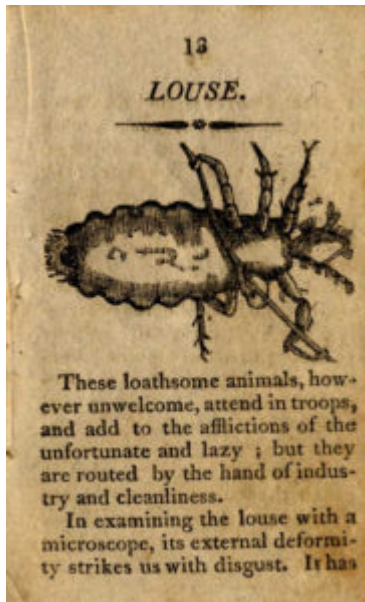 13
LOUSE.
These loathsome animals, how-
ever unwelcome, attend in troops,
and add to the afflictions of the
unfortunate and lazy ; but they
are routed by the hand of indus-
try and cleanliness.
In examining the louse with a
microscope, its external deformi-
ty strikes us with disgust. It has